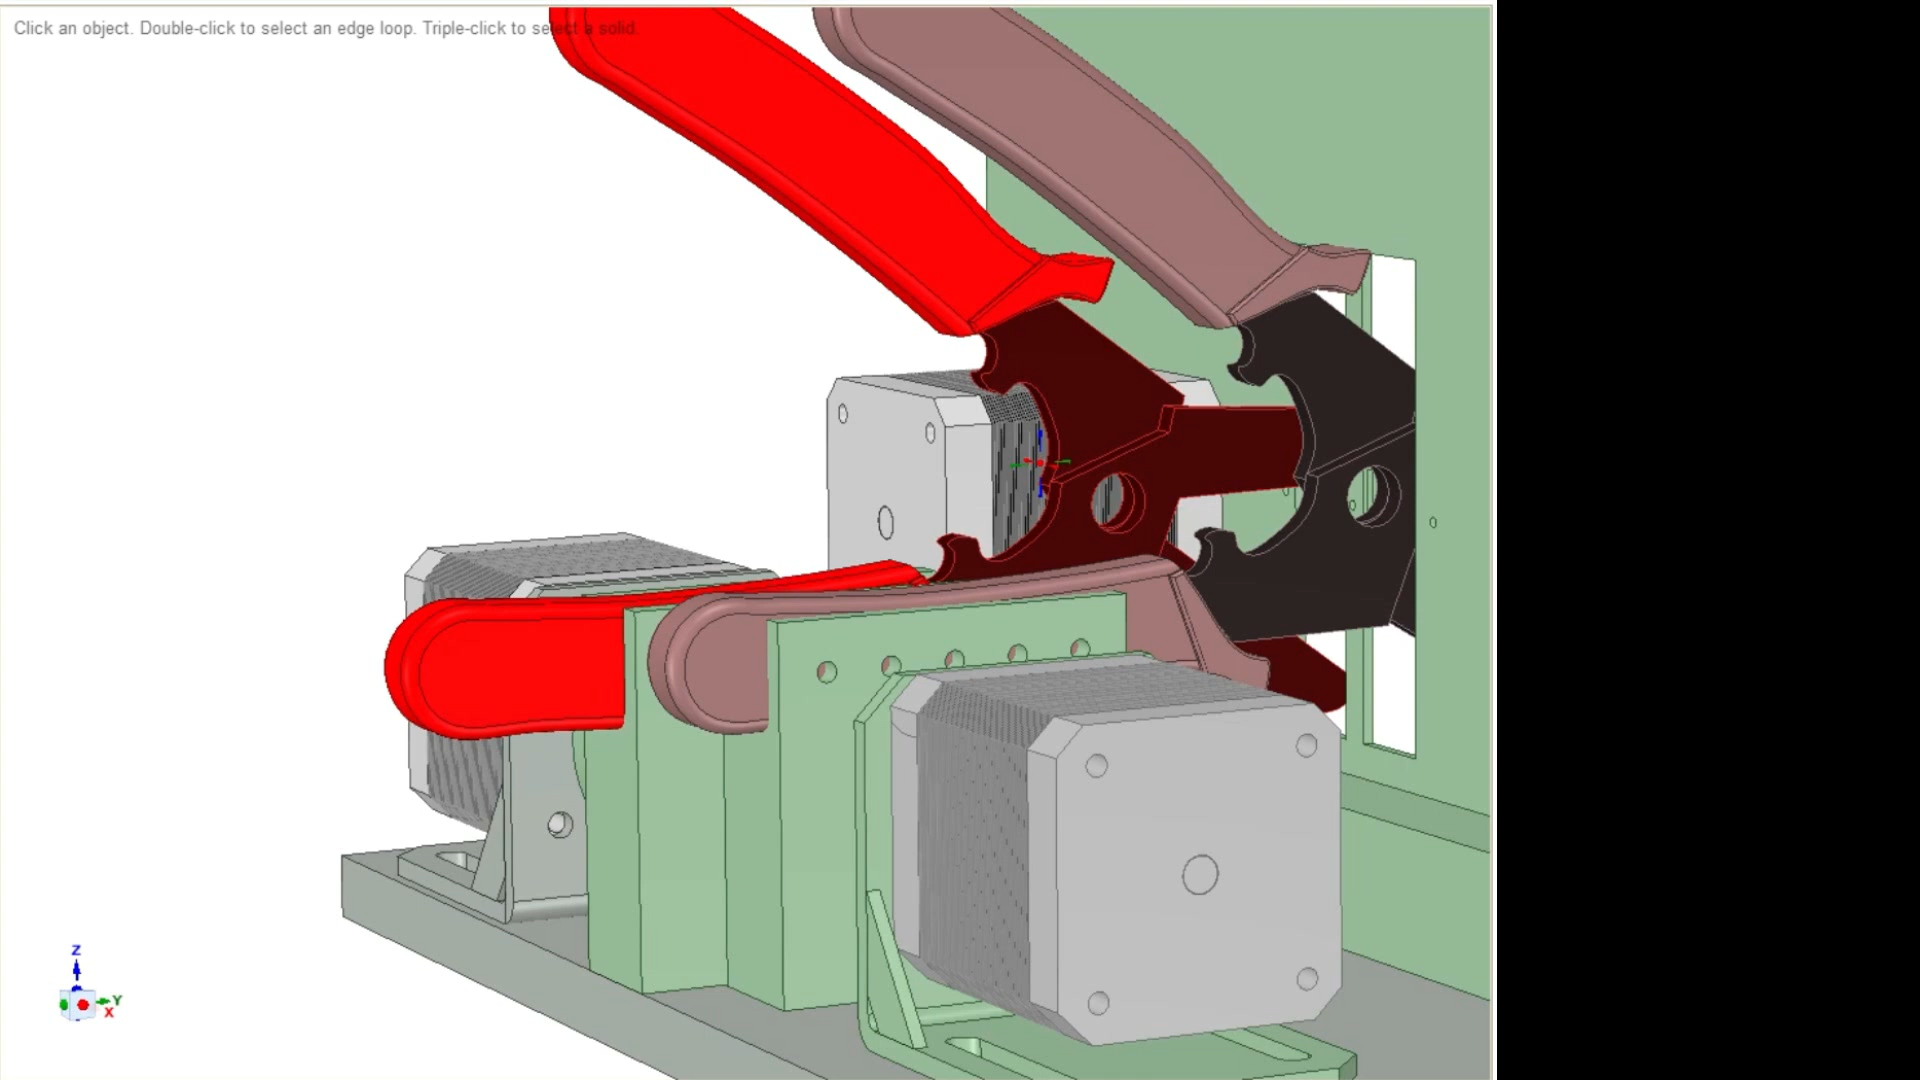 Click an object. Double-click to select an edge loop. Triple-click to select a solid.
Z
Y
X